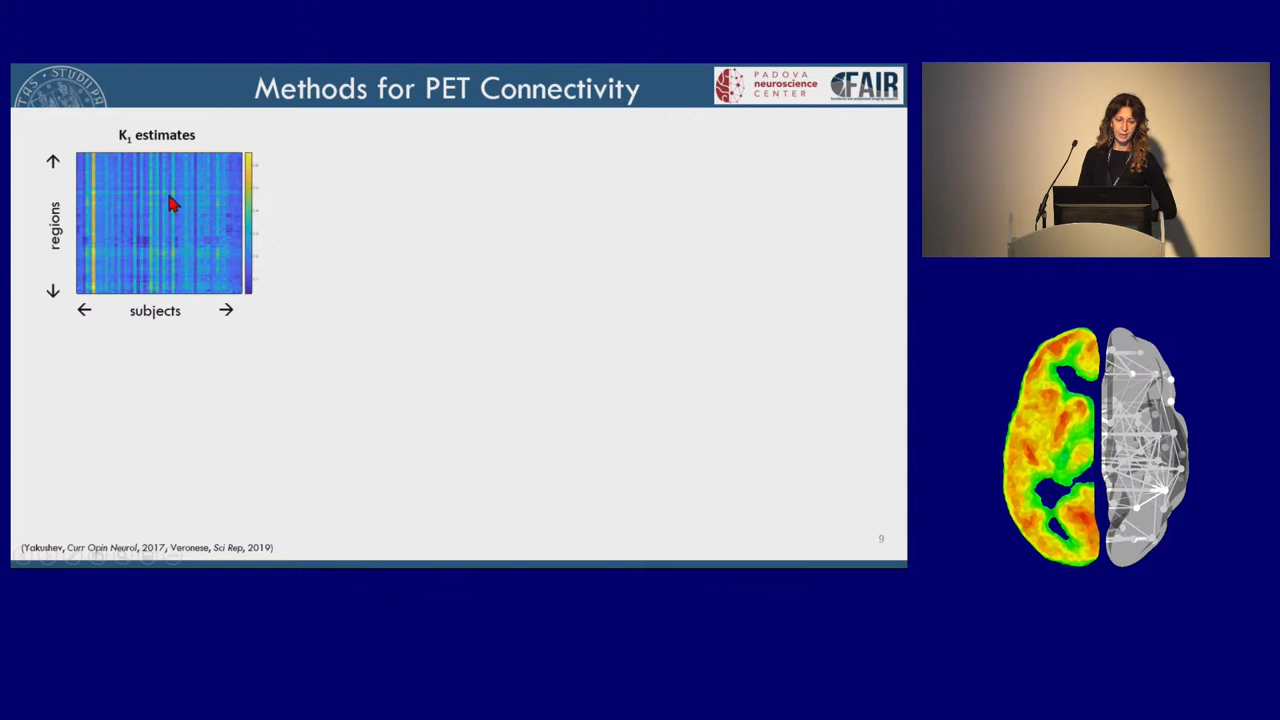 Methods for PET Connectivity
PADOVA
neuroscience
CENTER
FAIR
K1 estimates
regions
subjects
(Yakushev, Curr Opin Neurol, 2017, Veronese, Sci Rep, 2019)
9